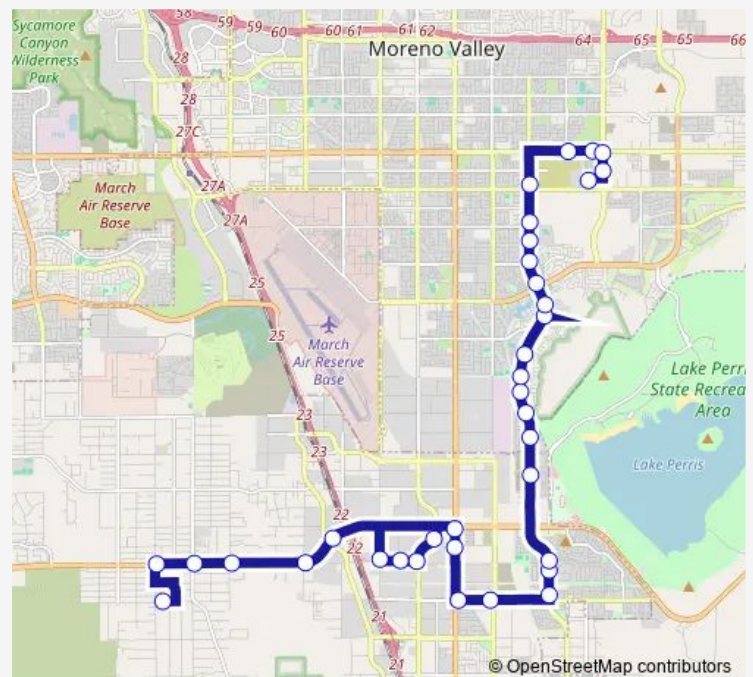 58
59
59
60
60
61
61
62
64
65
65
66
Sycamore
Canyon
Wilderness
Park
28
Moreno Valley
28
27C
27A
March
Air Reserve
Base
27A
25
25
March
Air Reserve
Base
Lake Perri
State Recrea
Area
23
23
Lake Perris
22
22
21
21
© OpenStreetMap contributors